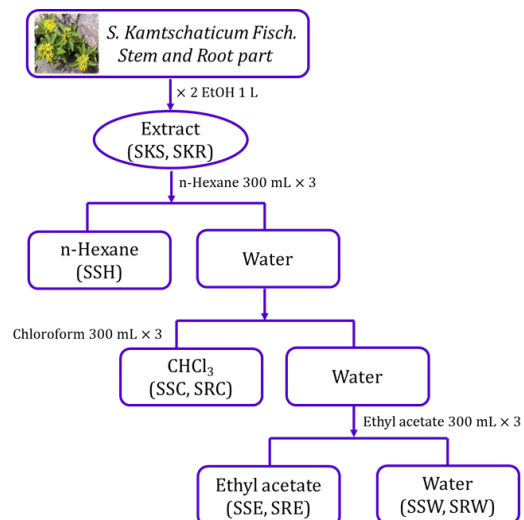 S. Kamtschaticum Fisch.
Stem and Root part
× 2 EtOH 1 L
Extract
(SKS, SKR)
n-Hexane 300 mL × 3
n-Hexane
(SSH)
Water
Chloroform 300 mL × 3
CHCl₃
(SSC, SRC)
Water
Ethyl acetate 300 mL × 3
Ethyl acetate
(SSE, SRE)
Water
(SSW, SRW)